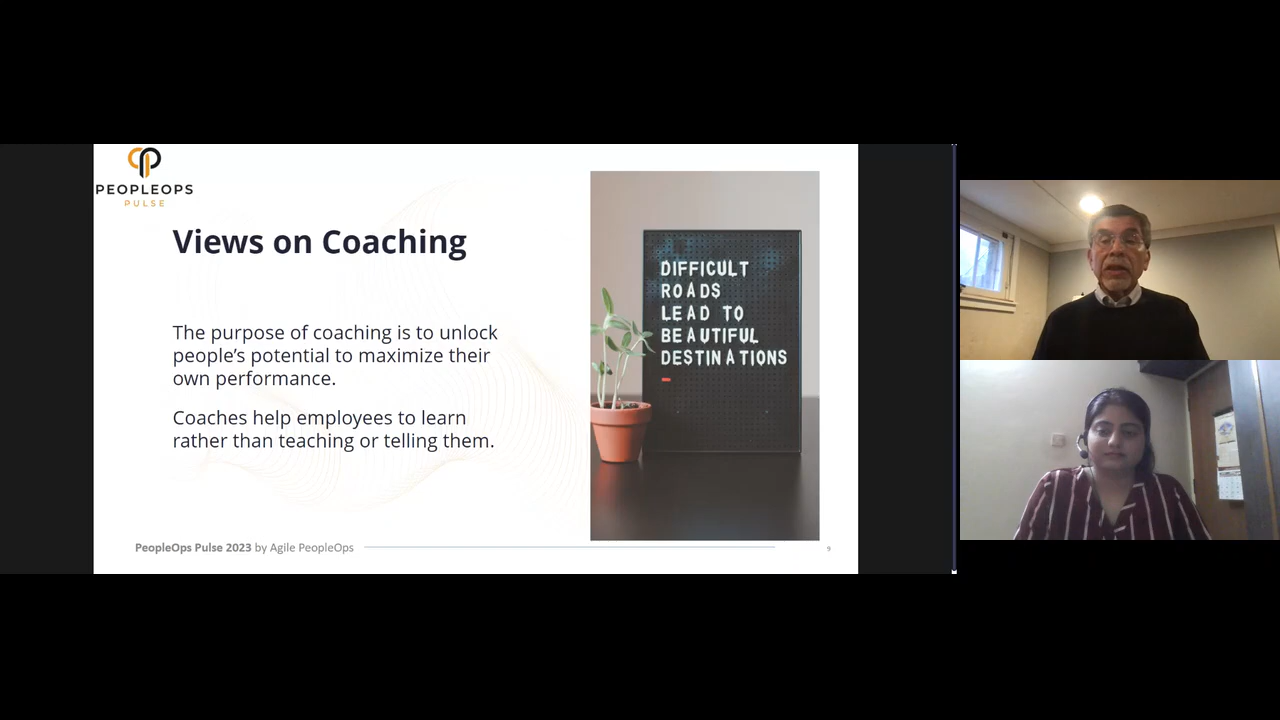 PEOPLEOPS
PULSE
Views on Coaching
The purpose of coaching is to unlock
people’s potential to maximize their
own performance.
Coaches help employees to learn
rather than teaching or telling them.
DIFFICULT
ROADS
LEAD TO
BEAUTIFUL
DESTINATIONS
PeopleOps Pulse 2023 by Agile PeopleOps
9